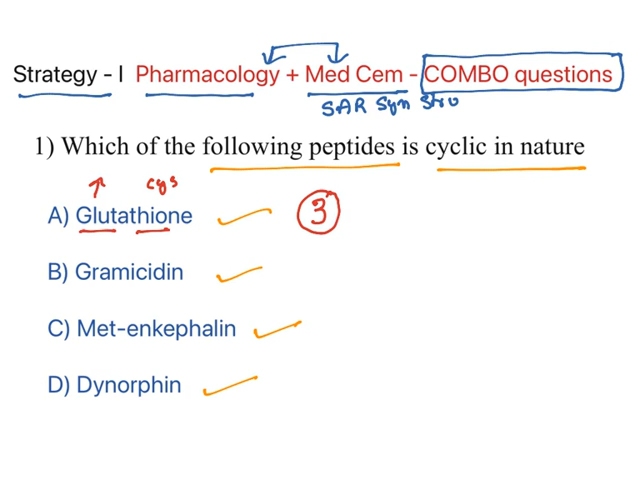 Strategy - I Pharmacology + Med Cem - COMBO questions
SAR Syn Stru
1) Which of the following peptides is cyclic in nature
cys
A) Glutathione
3
B) Gramicidin
C) Met-enkephalin
D) Dynorphin